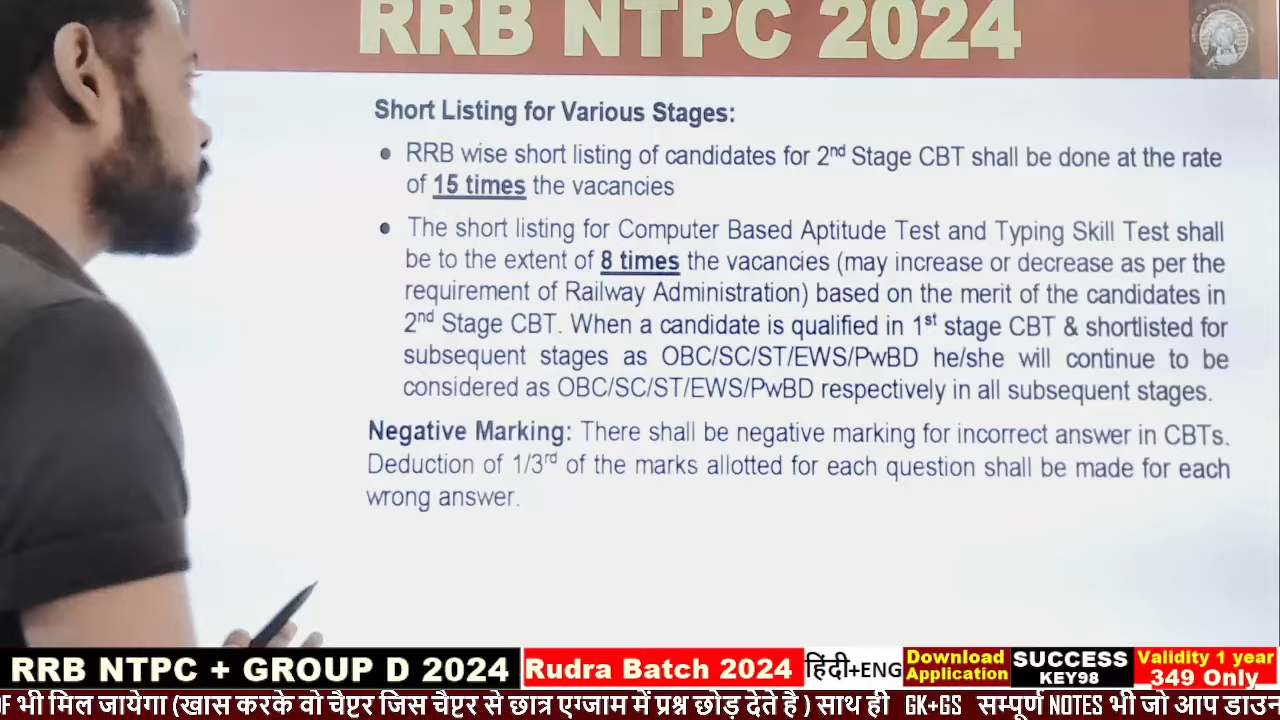 RRB NTPC 2024
Short Listing for Various Stages:
● RRB wise short listing of candidates for 2nd Stage CBT shall be done at the rate
of 15 times the vacancies
● The short listing for Computer Based Aptitude Test and Typing Skill Test shall
be to the extent of 8 times the vacancies (may increase or decrease as per the
requirement of Railway Administration) based on the merit of the candidates in
2nd Stage CBT. When a candidate is qualified in 1st stage CBT & shortlisted for
subsequent stages as OBC/SC/ST/EWS/PwBD he/she will continue to be
considered as OBC/SC/ST/EWS/PwBD respectively in all subsequent stages.
Negative Marking: There shall be negative marking for incorrect answer in CBTs.
Deduction of 1/3rd of the marks allotted for each question shall be made for each
wrong answer.
RRB NTPC + GROUP D 2024 Rudra Batch 2024 हिंदी+ENG
Download
Application
SUCCESS
KEY98
Validity 1 year
349 Only
भी मिल जायेगा (खास करके वो चैप्टर जिस चैप्टर से छात्र एग्जाम में प्रश्न छोड़ देते है ) साथ ही GK+GS सम्पूर्ण NOTES भी जो आप